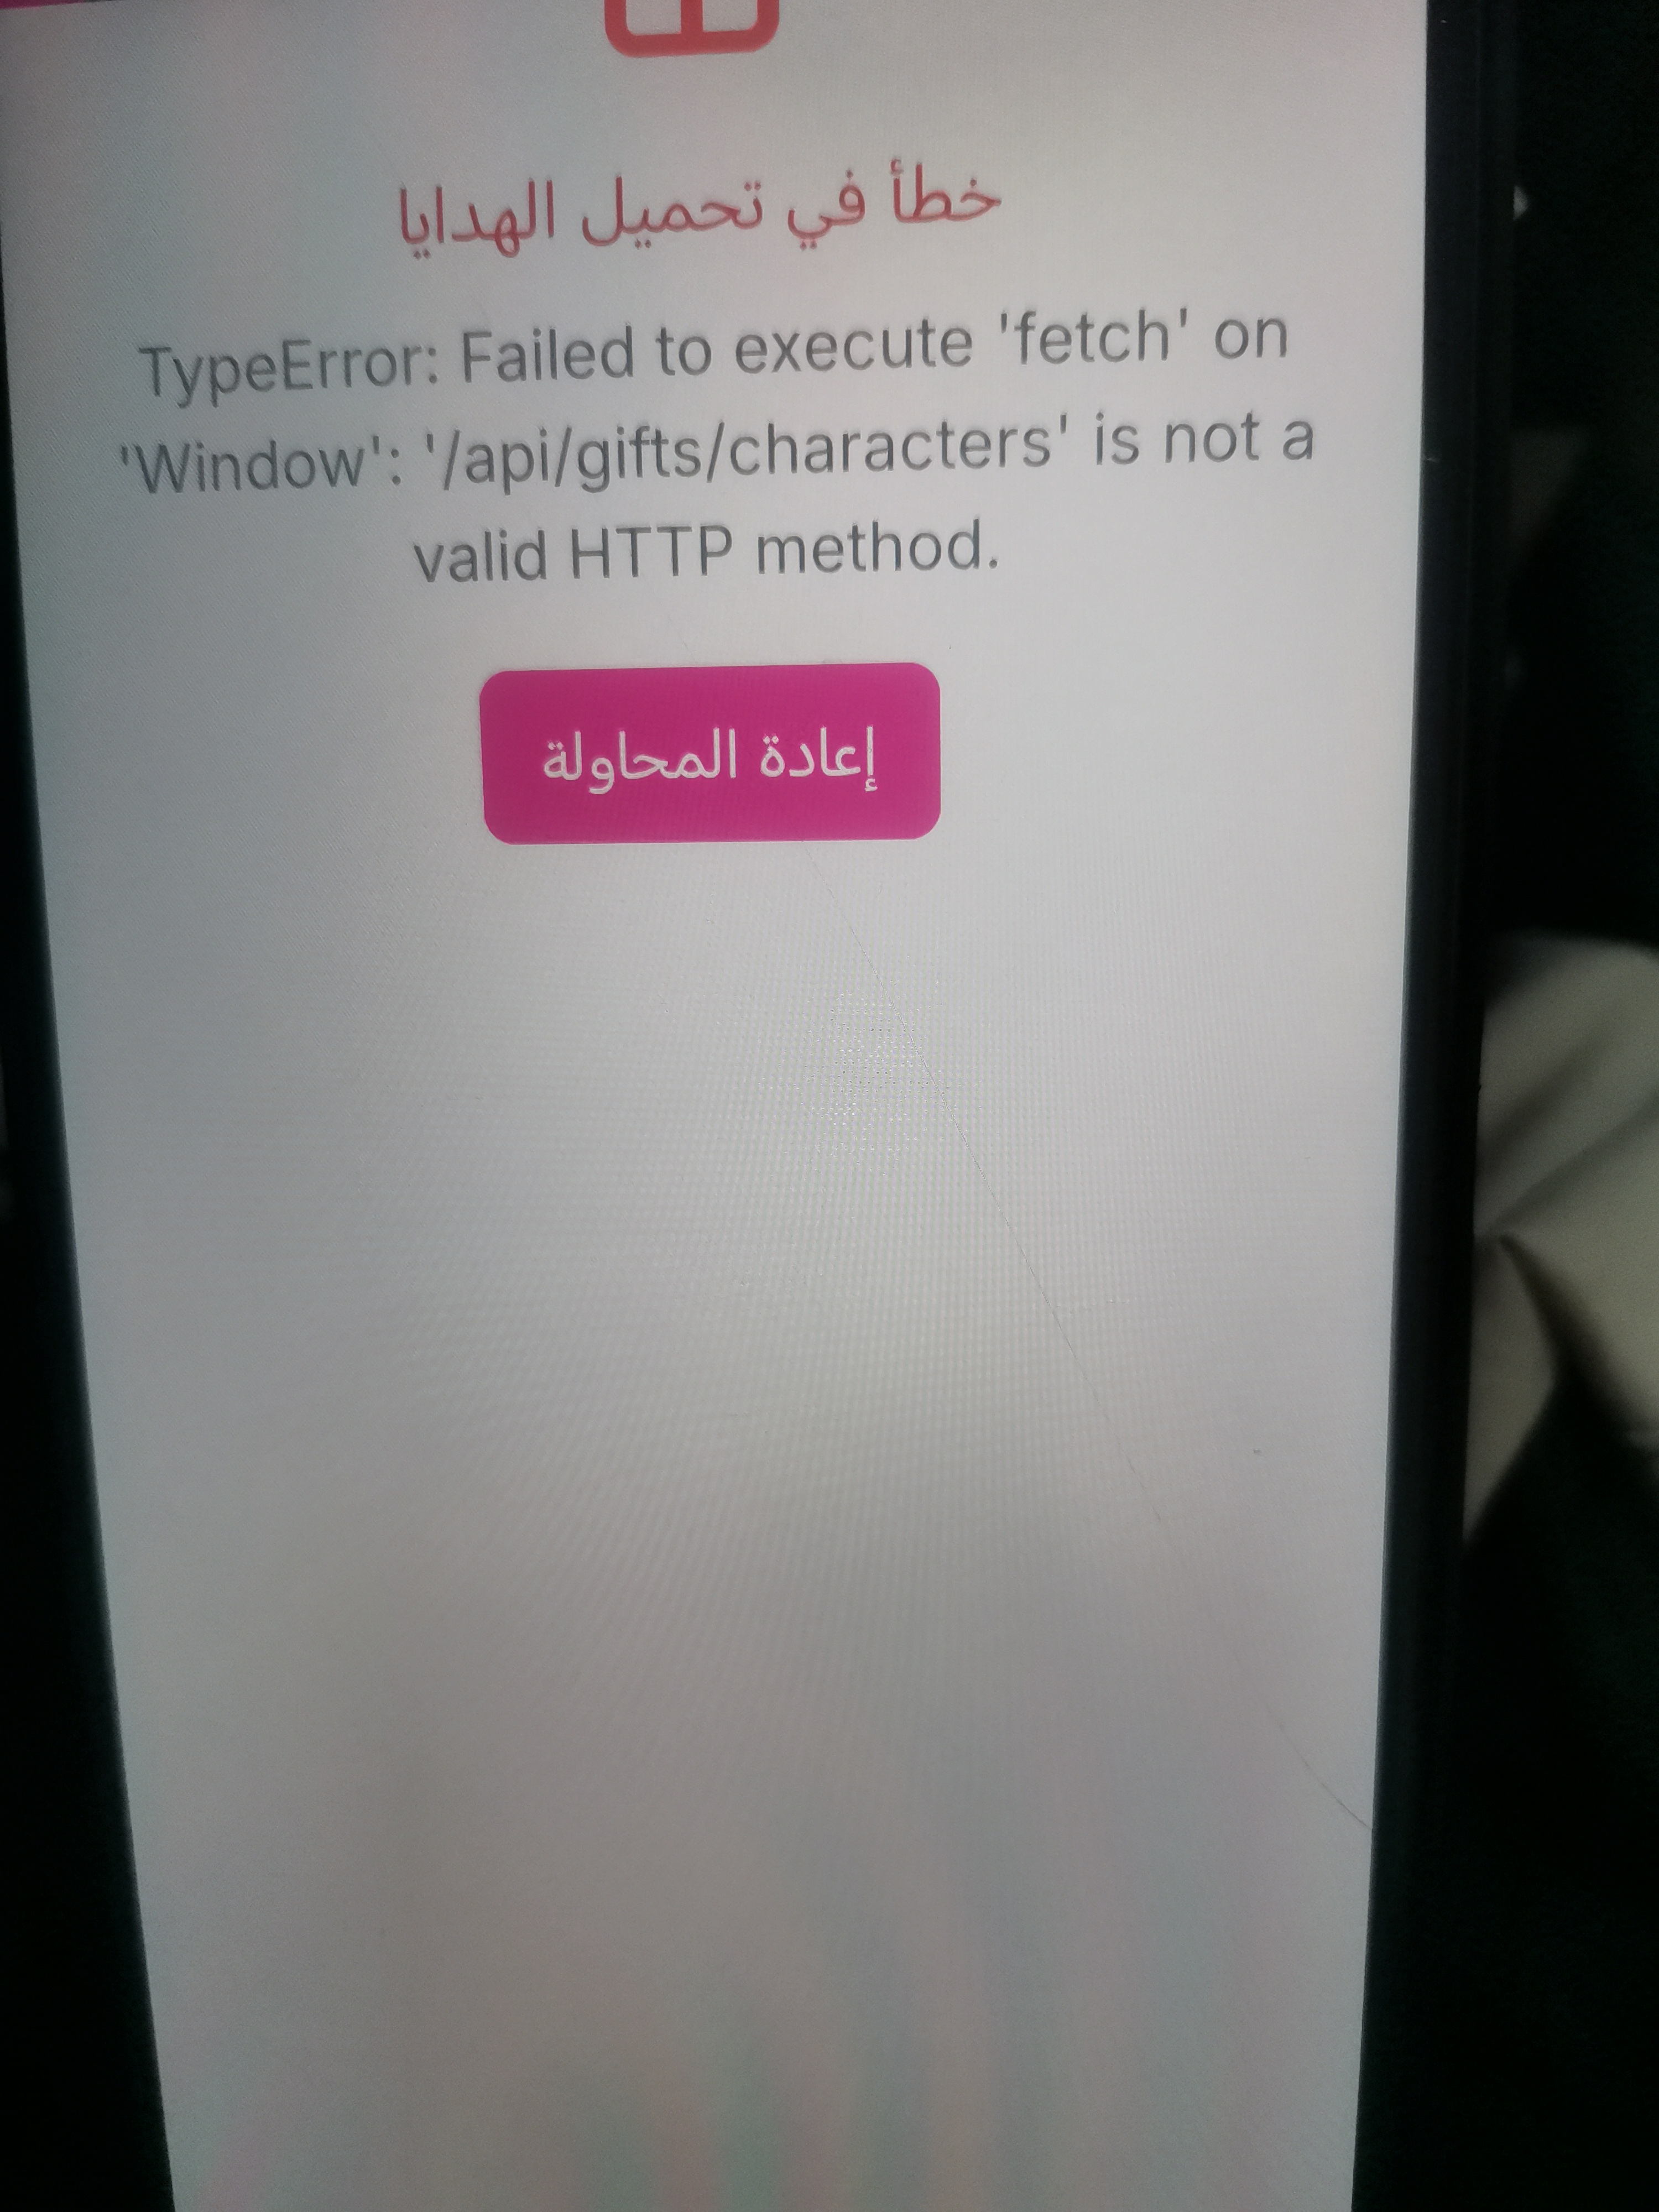 خطأ في تحميل الهدايا
TypeError: Failed to execute 'fetch' on
'Window': '/api/gifts/characters' is not a
valid HTTP method.
إعادة المحاولة